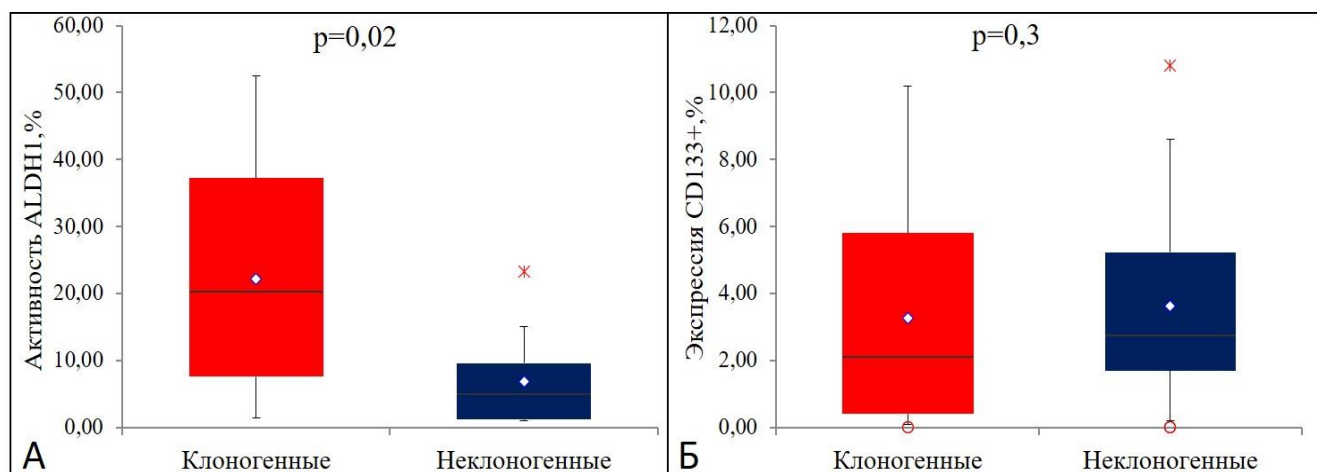 p=0,02
Активность ALDH1,%
60,00
50,00
40,00
30,00
20,00
10,00
0,00
Клоногенные Неклоногенные
А
p=0,3
Экспрессия CD133+,%
12,00
10,00
8,00
6,00
4,00
2,00
0,00
Клоногенные Неклоногенные
Б